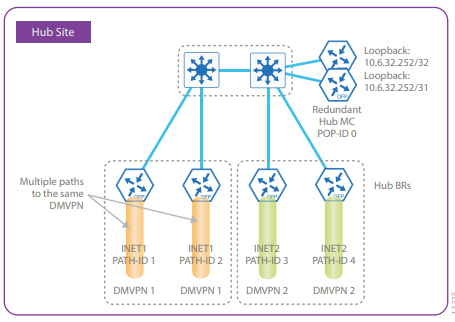 Hub Site
Loopback:
10.6.32.252/32
Loopback:
10.6.32.252/31
Redundant
Hub MC
POP-ID 0
Multiple paths
to the same
DMVPN
Hub BRs
INET1
PATH-ID 1
INET1
PATH-ID 2
INET2
PATH-ID 3
INET2
PATH-ID 4
DMVPN 1
DMVPN 1
DMVPN 2
DMVPN 2